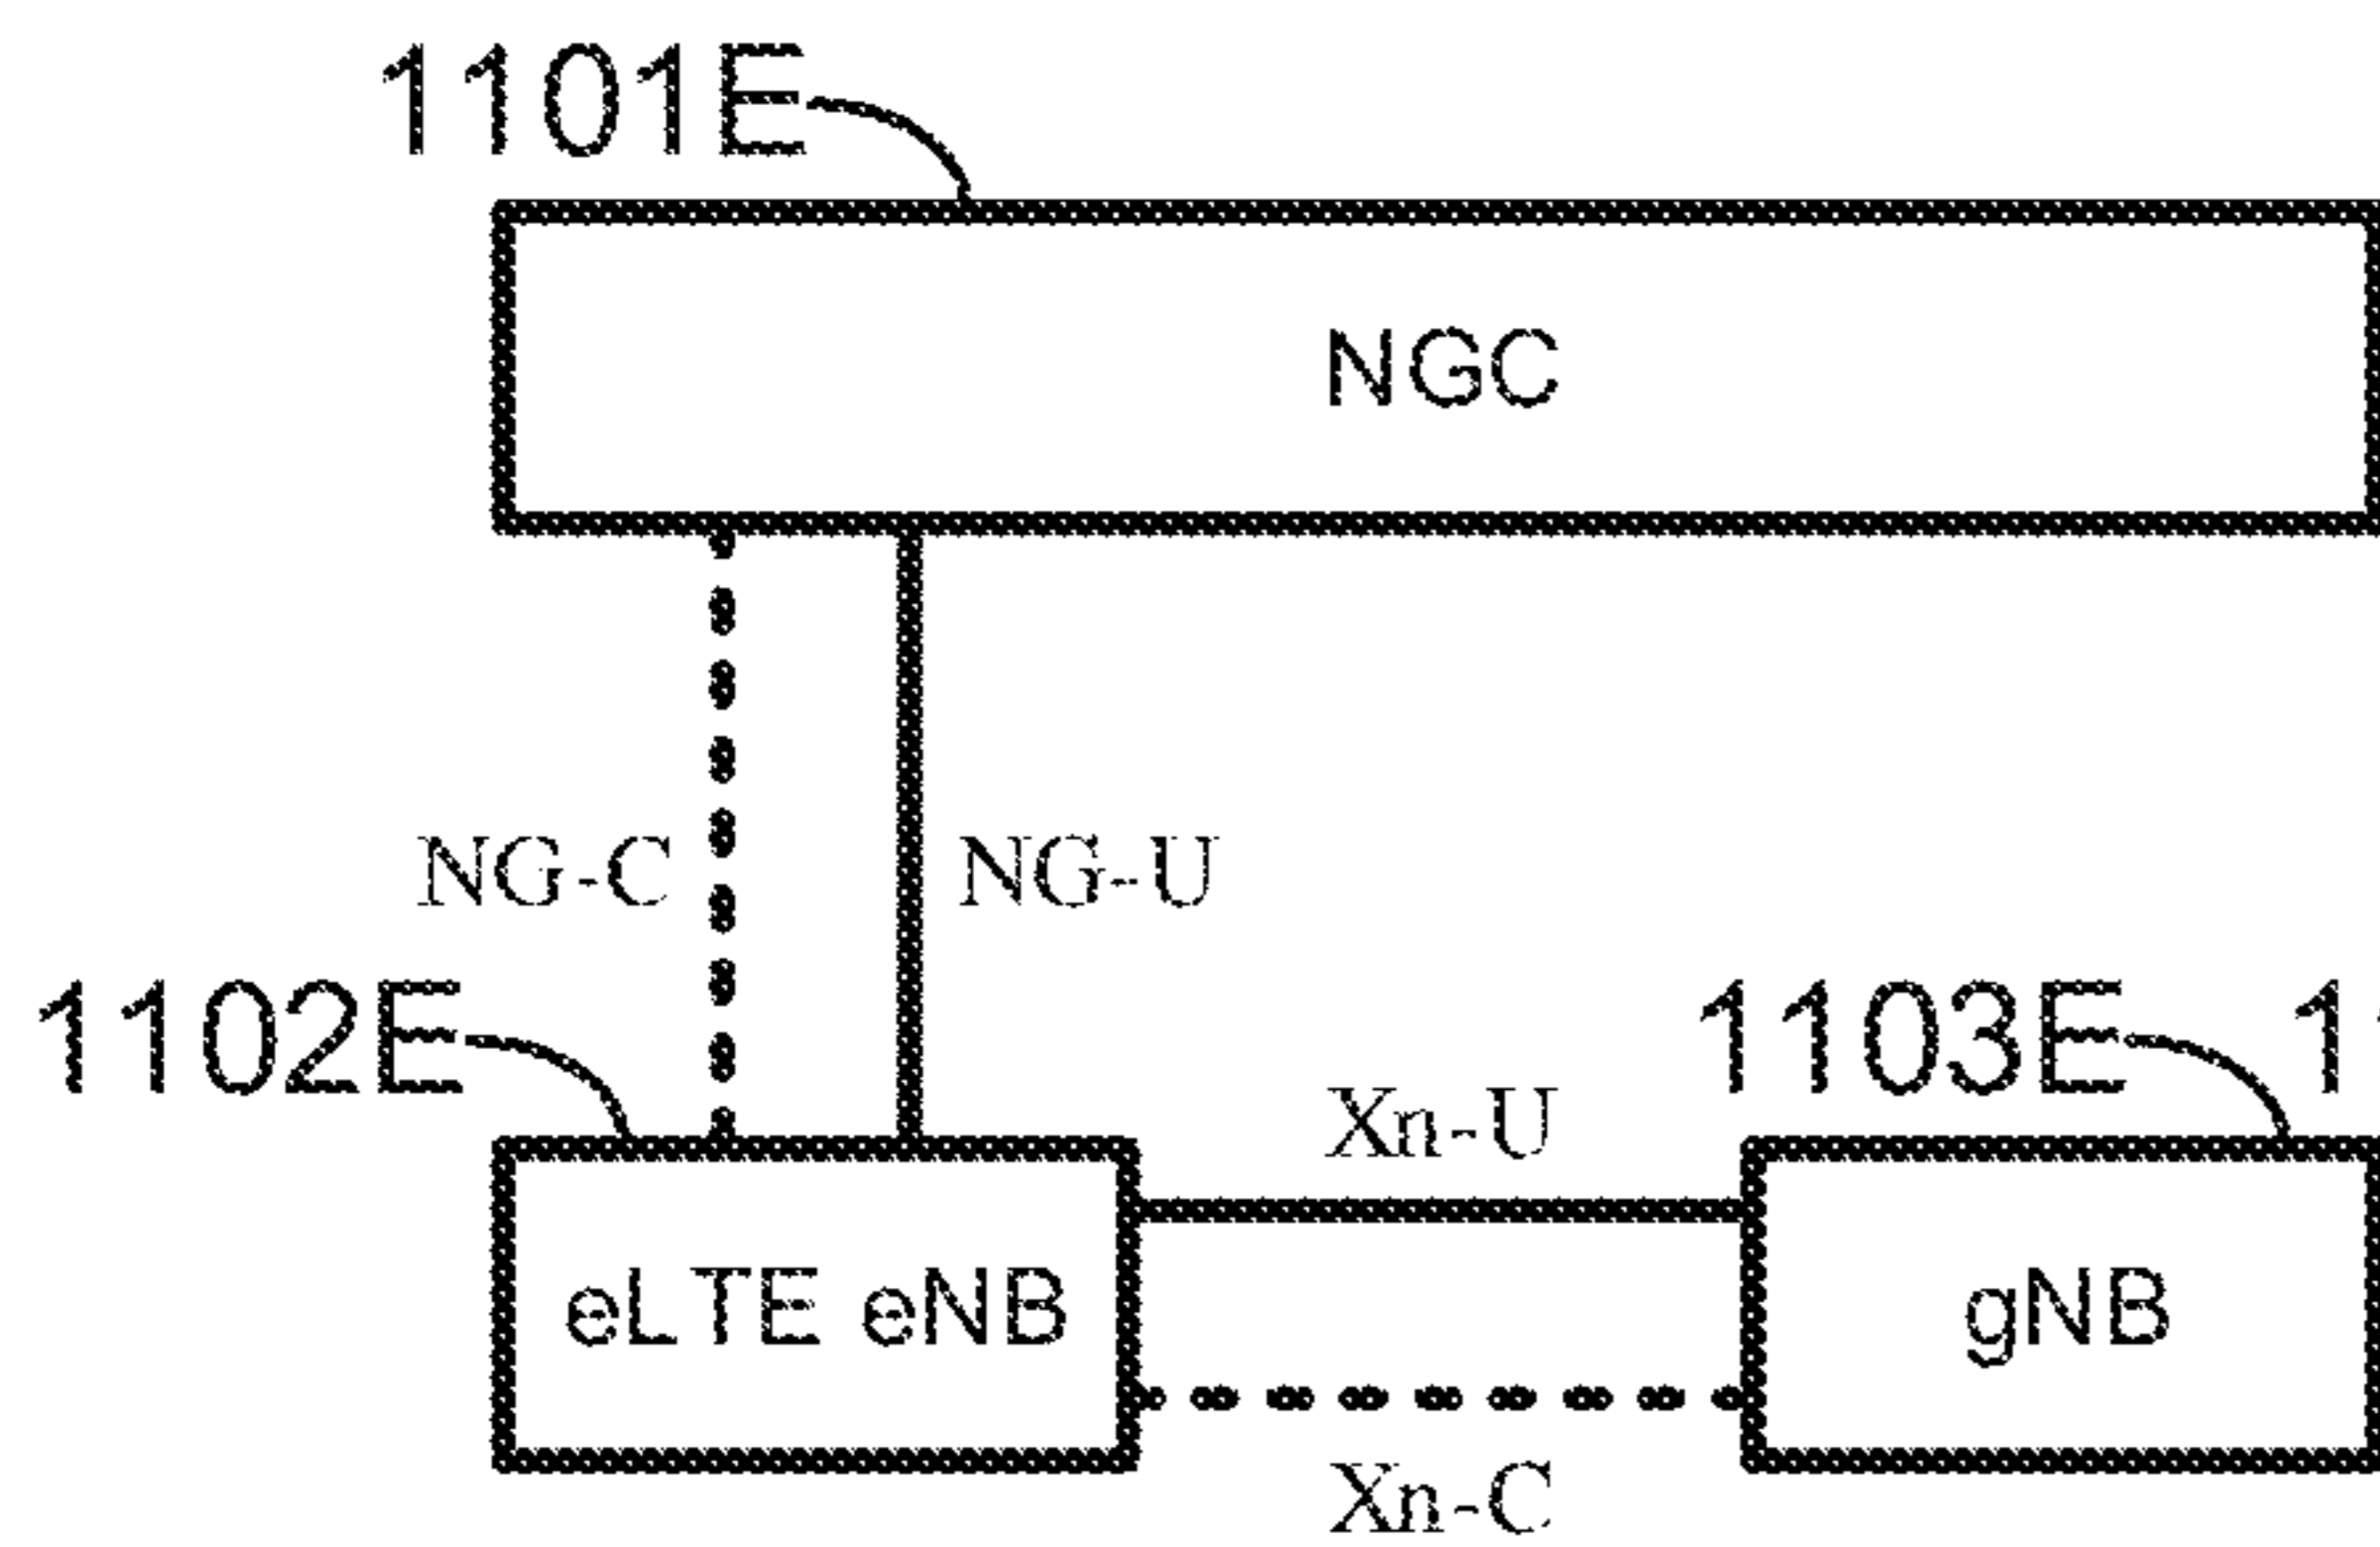 1101E
NGC
NG-C NG-U
1102E 1103E
Xn-U
eLTE eNB gNB
Xn-C